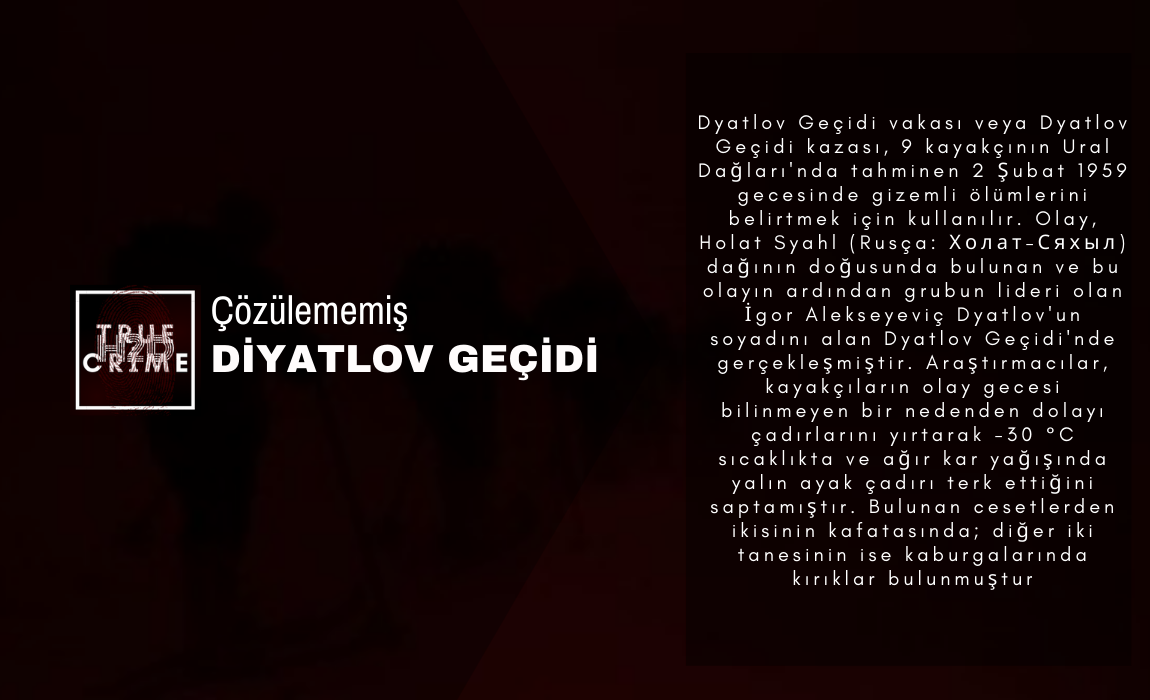 TRUE
H2D
CRIME
Çözülememiş
DİYATLOV GEÇİDİ
Dyatlov Geçidi vakası veya Dyatlov
Geçidi kazası, 9 kayakçının Ural
Dağları'nda tahminen 2 Şubat 1959
gecesinde gizemli ölümlerini
belirtmek için kullanılır. Olay,
Holat Syahl (Rusça: Холат-Сяхыл)
dağının doğusunda bulunan ve bu
olayın ardından grubun lideri olan
İgor Alekseyeviç Dyatlov'un
soyadını alan Dyatlov Geçidi'nde
gerçekleşmiştir. Araştırmacılar,
kayakçıların olay gecesi
bilinmeyen bir nedenden dolayı
çadırlarını yırtarak -30 °C
sıcaklıkta ve ağır kar yağışında
yalın ayak çadırı terk ettiğini
saptamıştır. Bulunan cesetlerden
ikisinin kafatasında; diğer iki
tanesinin ise kaburgalarında
kırıklar bulunmuştur